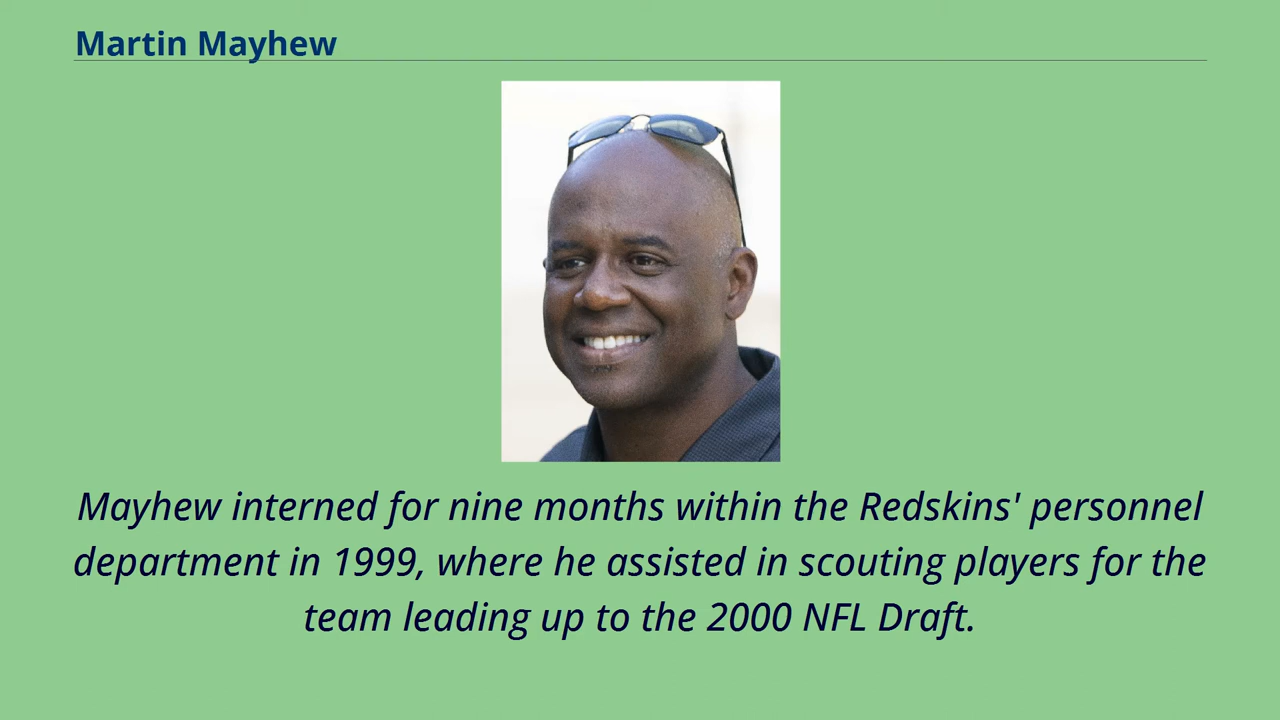 Martin Mayhew
Mayhew interned for nine months within the Redskins' personnel
department in 1999, where he assisted in scouting players for the
team leading up to the 2000 NFL Draft.